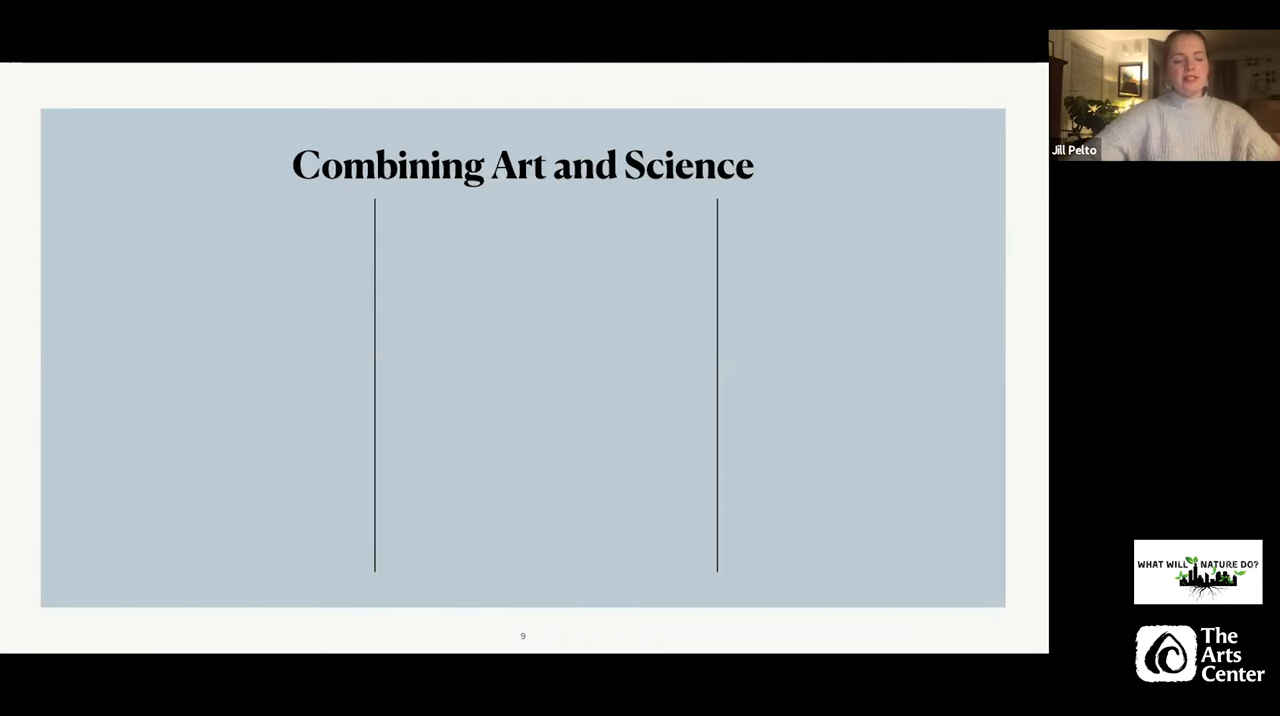 Combining Art and Science
9
Jill Pelto
WHAT WILL NATURE DO?
The
Arts
Center